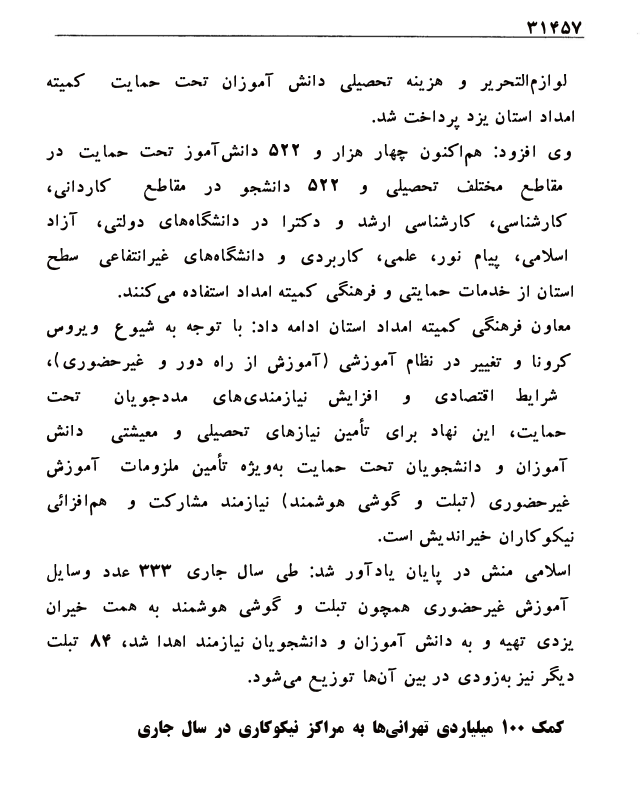 ۳۱۴۵۷
لوازم‌التحریر و هزینه تحصیلی دانش آموزان تحت حمایت کمیته
امداد استان یزد پرداخت شد.
وی افزود: هم‌اکنون چهار هزار و ۵۲۲ دانش‌آموز تحت حمایت در
مقاطع مختلف تحصیلی و ۵۲۲ دانشجو در مقاطع کاردانی،
کارشناسی، کارشناسی ارشد و دکترا در دانشگاه‌های دولتی، آزاد
اسلامی، پیام نور، علمی، کاربردی و دانشگاه‌های غیرانتفاعی سطح
استان از خدمات حمایتی و فرهنگی کمیته امداد استفاده می‌کنند.
معاون فرهنگی کمیته امداد استان ادامه داد: با توجه به شیوع ویروس
کرونا و تغییر در نظام آموزشی (آموزش از راه دور و غیرحضوری)،
شرایط اقتصادی و افزایش نیازمندی‌های مددجویان تحت
حمایت، این نهاد برای تأمین نیازهای تحصیلی و معیشتی دانش
آموزان و دانشجویان تحت حمایت به‌ویژه تأمین ملزومات آموزش
غیرحضوری (تبلت و گوشی هوشمند) نیازمند مشارکت و هم‌افزائی
نیکوکاران خیراندیش است.
اسلامی منش در پایان یادآور شد: طی سال جاری ۳۳۳ عدد وسایل
آموزش غیرحضوری همچون تبلت و گوشی هوشمند به همت خیران
یزدی تهیه و به دانش آموزان و دانشجویان نیازمند اهدا شد، ۸۴ تبلت
دیگر نیز به‌زودی در بین آن‌ها توزیع می‌شود.
کمک ۱۰۰ میلیاردی تهرانی‌ها به مراکز نیکوکاری در سال جاری